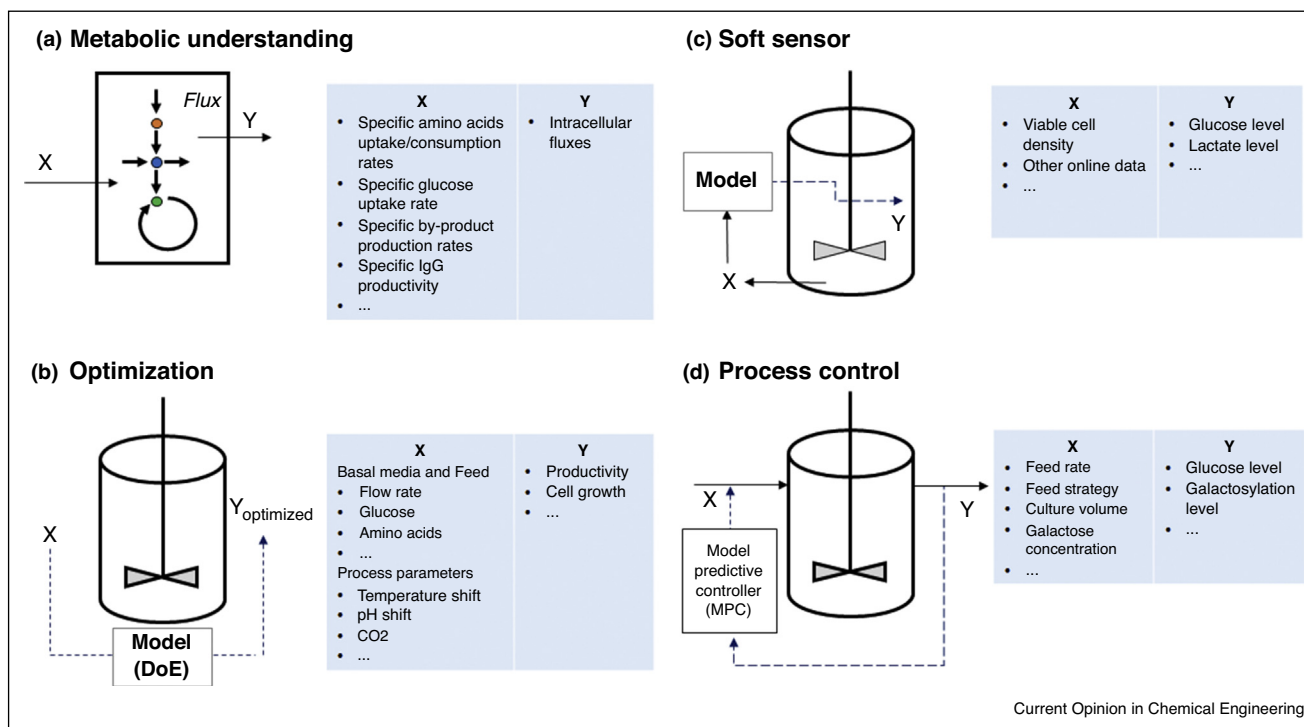 (a) Metabolic understanding
Flux
X
Y
X
• Specific amino acids
uptake/consumption
rates
• Specific glucose
uptake rate
• Specific by-product
production rates
• Specific IgG
productivity
• ...
Y
• Intracellular
fluxes
(b) Optimization
X
Yoptimized
Model
(DoE)
X
Basal media and Feed
• Flow rate
• Glucose
• Amino acids
• ...
Process parameters
• Temperature shift
• pH shift
• CO2
• ...
Y
• Productivity
• Cell growth
• ...
(c) Soft sensor
Model
Y
X
X
• Viable cell
density
• Other online data
• ...
Y
• Glucose level
• Lactate level
• ...
(d) Process control
X
Y
Model
predictive
controller
(MPC)
X
• Feed rate
• Feed strategy
• Culture volume
• Galactose
concentration
• ...
Y
• Glucose level
• Galactosylation
level
• ...
Current Opinion in Chemical Engineering